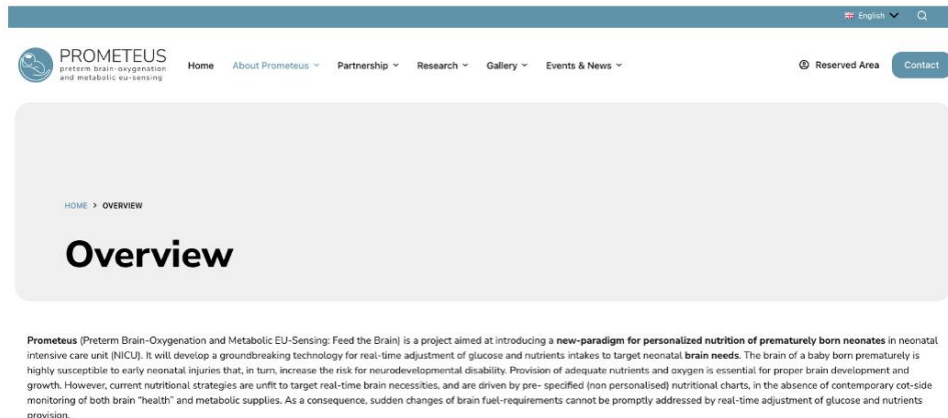 English
PROMETEUS
preterm brain-oxygenation
and metabolic eu-sensing
Home About Prometeus Partnership Research Gallery Events & News Reserved Area Contact
HOME > OVERVIEW
Overview
Prometeus (Preterm Brain-Oxygenation and Metabolic EU-Sensing: Feed the Brain) is a project aimed at introducing a new-paradigm for personalized nutrition of prematurely born neonates in neonatal
intensive care unit (NICU). It will develop a groundbreaking technology for real-time adjustment of glucose and nutrients intakes to target neonatal brain needs. The brain of a baby born prematurely is
highly susceptible to early neonatal injuries that, in turn, increase the risk for neurodevelopmental disability. Provision of adequate nutrients and oxygen is essential for proper brain development and
growth. However, current nutritional strategies are unfit to target real-time brain necessities, and are driven by pre- specified (non personalised) nutritional charts, in the absence of contemporary cot-side
monitoring of both brain "health" and metabolic supplies. As a consequence, sudden changes of brain fuel-requirements cannot be promptly addressed by real-time adjustment of glucose and nutrients
provision.